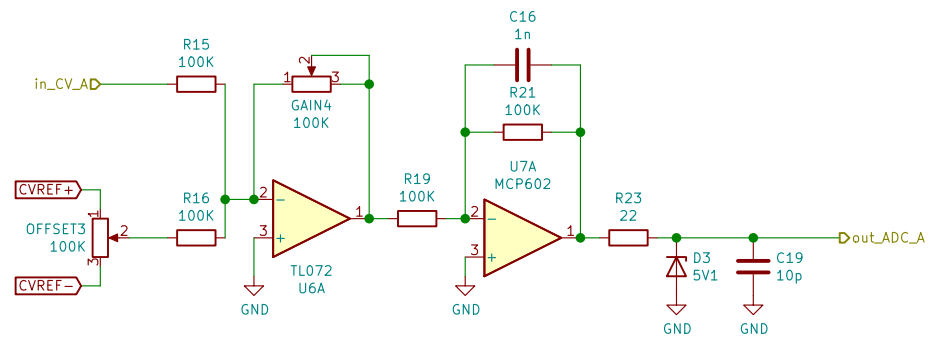 C16
1n
R15
100K
2
in_CV_A
1
3
GAIN4
100K
R21
100K
U7A
MCP602
CVREF+
R16
100K
2
-
1
3
+
TL072
U6A
GND
R19
100K
2
-
1
3
+
GND
R23
22
out_ADC_A
1
OFFSET3
100K
2
3
CVREF-
D3
5V1
C19
10p
GND
GND